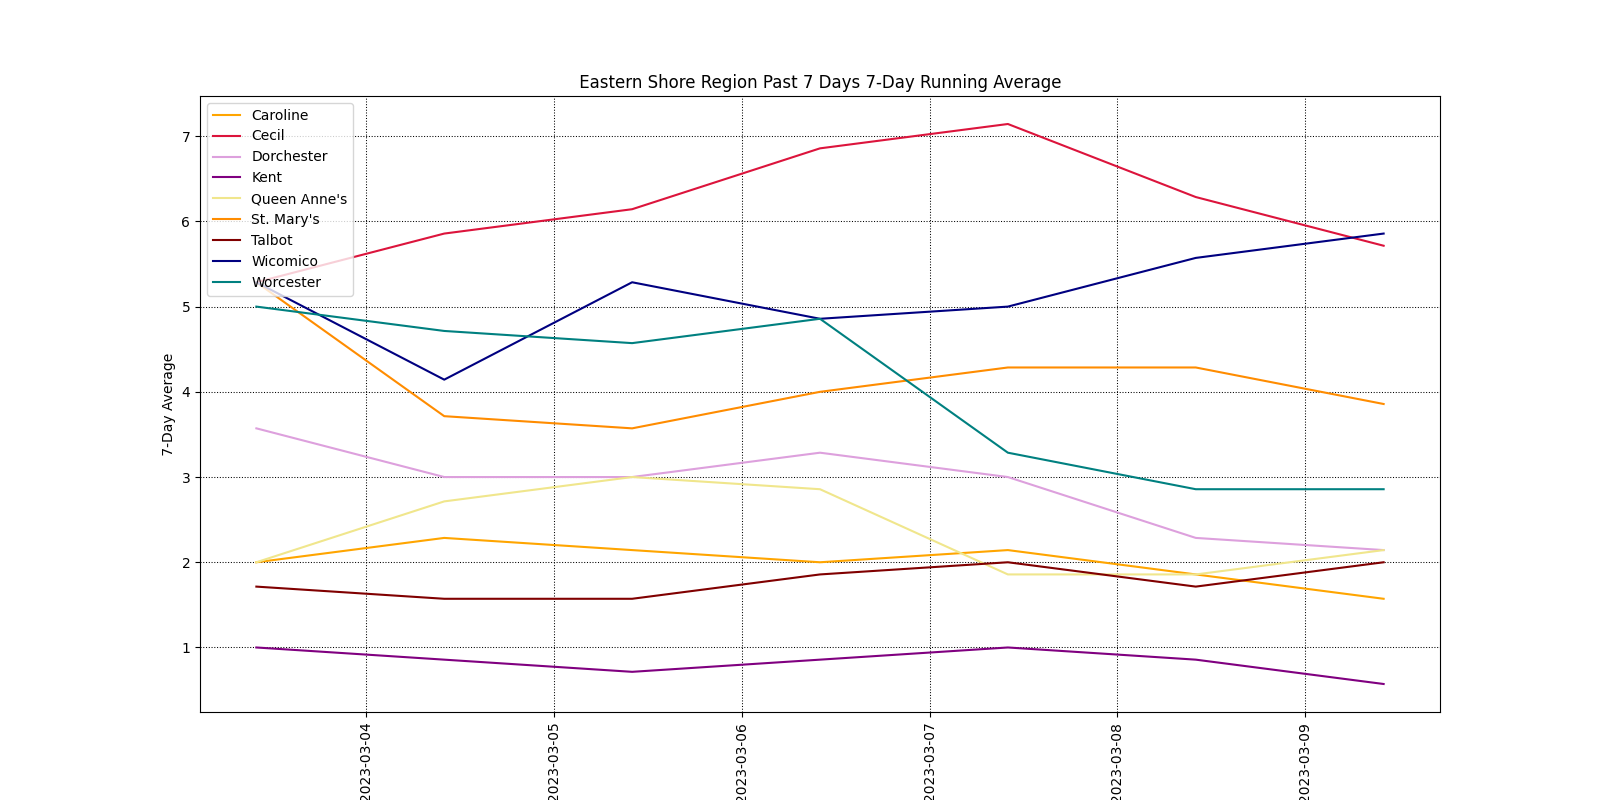 Eastern Shore Region Past 7 Days 7-Day Running Average
Caroline
Cecil
Dorchester
Kent
Queen Anne's
St. Mary's
Talbot
Wicomico
Worcester
7
6
5
4
3
2
1
7-Day Average
2023-03-04
2023-03-05
2023-03-06
2023-03-07
2023-03-08
2023-03-09